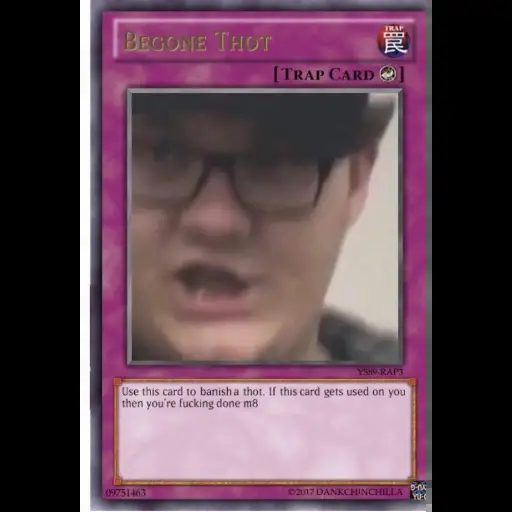 BEGONE THOT
TRAP
罠
[TRAP CARD ]
YS89-RAP3
Use this card to banish a thot. If this card gets used on you
then you're fucking done m8
09751463
©2017 DANKCHINCHILLA